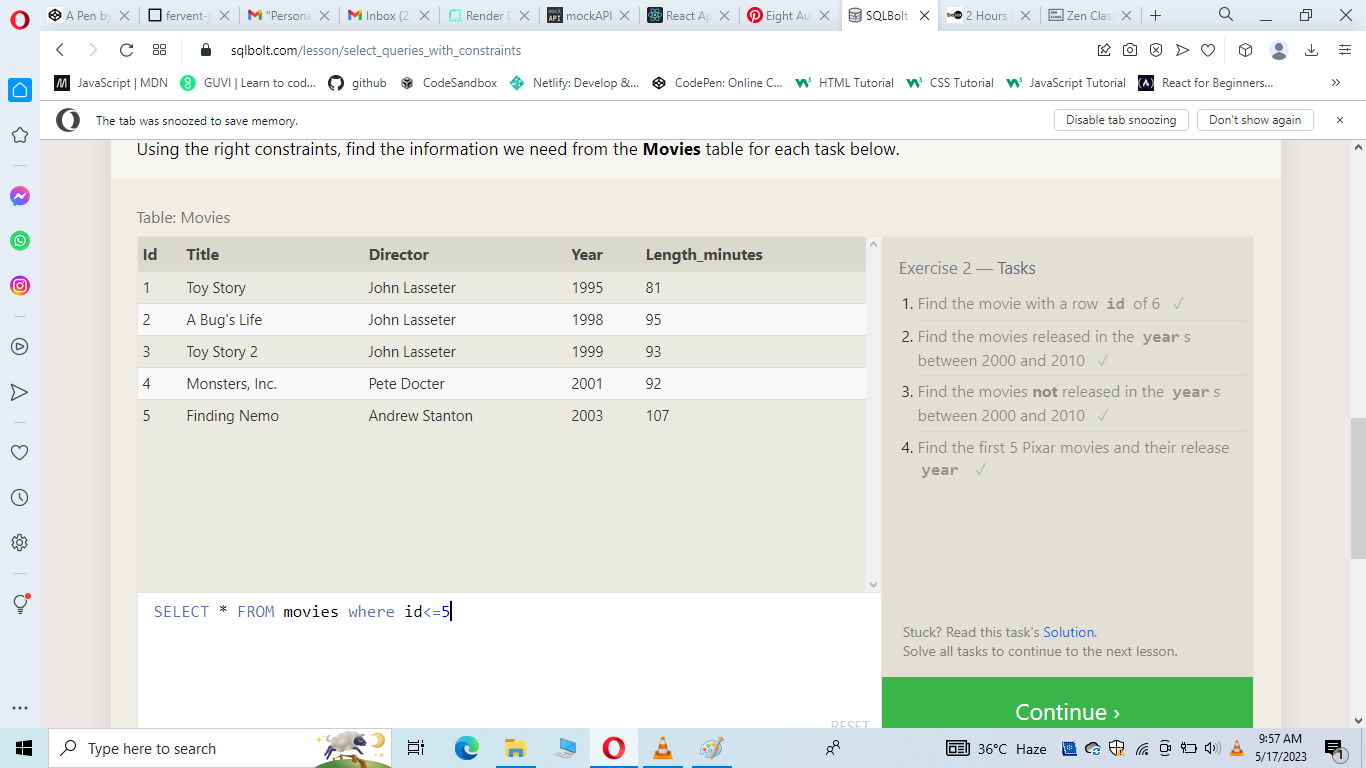 A Pen by
fervent-j
"Persona
Inbox (2
Render D
mockAPI
React Ap
Eight Au
SQLBolt
2 Hours
Zen Clas
sqlbolt.com/lesson/select_queries_with_constraints
JavaScript | MDN
GUVI | Learn to cod...
github
CodeSandbox
Netlify: Develop &...
CodePen: Online C...
HTML Tutorial
CSS Tutorial
JavaScript Tutorial
React for Beginners...
The tab was snoozed to save memory.
Disable tab snoozing
Don't show again
Using the right constraints, find the information we need from the Movies table for each task below.
Table: Movies
Id Title Director Year Length_minutes
1 Toy Story John Lasseter 1995 81
2 A Bug's Life John Lasseter 1998 95
3 Toy Story 2 John Lasseter 1999 93
4 Monsters, Inc. Pete Docter 2001 92
5 Finding Nemo Andrew Stanton 2003 107
Exercise 2 — Tasks
1. Find the movie with a row id of 6 ✓
2. Find the movies released in the year s
between 2000 and 2010 ✓
3. Find the movies not released in the year s
between 2000 and 2010 ✓
4. Find the first 5 Pixar movies and their release
year ✓
SELECT * FROM movies where id<=5
RESET
Stuck? Read this task's Solution.
Solve all tasks to continue to the next lesson.
Continue ›
Type here to search
36°C Haze
9:57 AM
5/17/2023
1